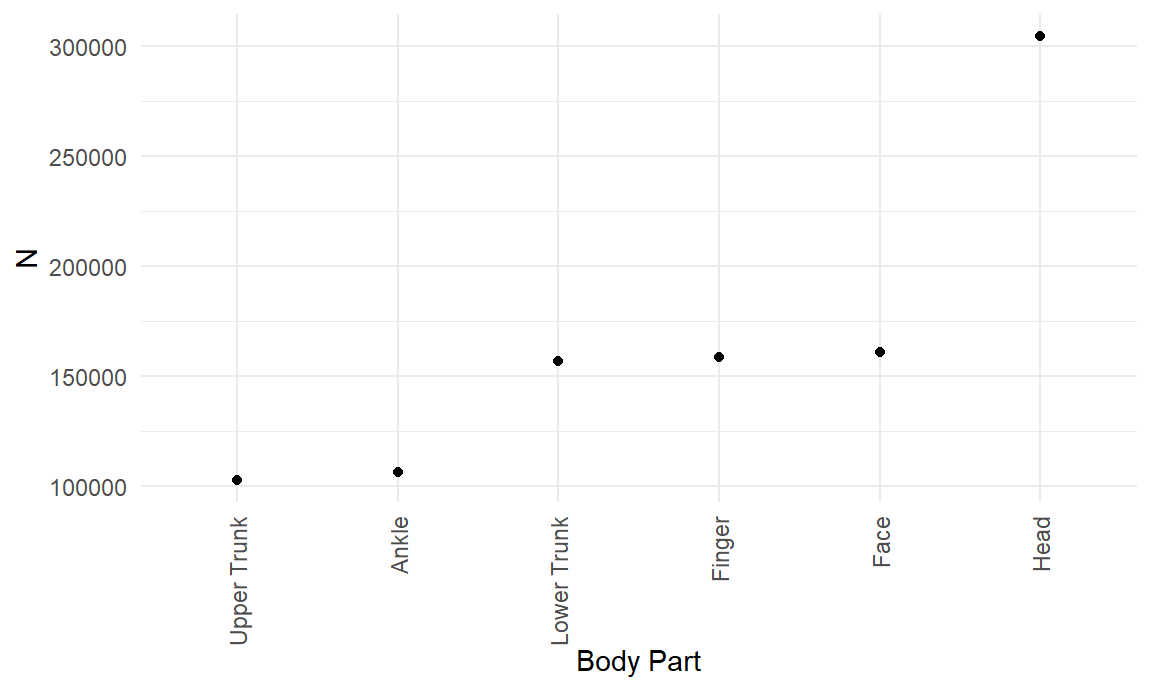 300000
250000
200000
150000
100000
N
Upper Trunk
Ankle
Lower Trunk
Finger
Face
Head
Body Part